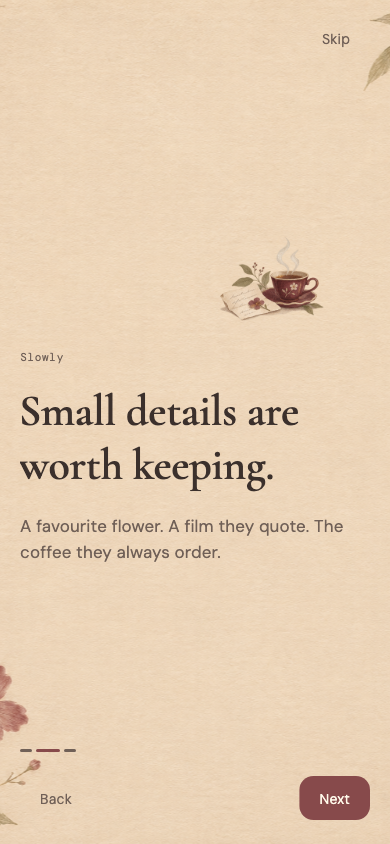 Skip
Slowly
Small details are
worth keeping.
A favourite flower. A film they quote. The
coffee they always order.
Back
Next